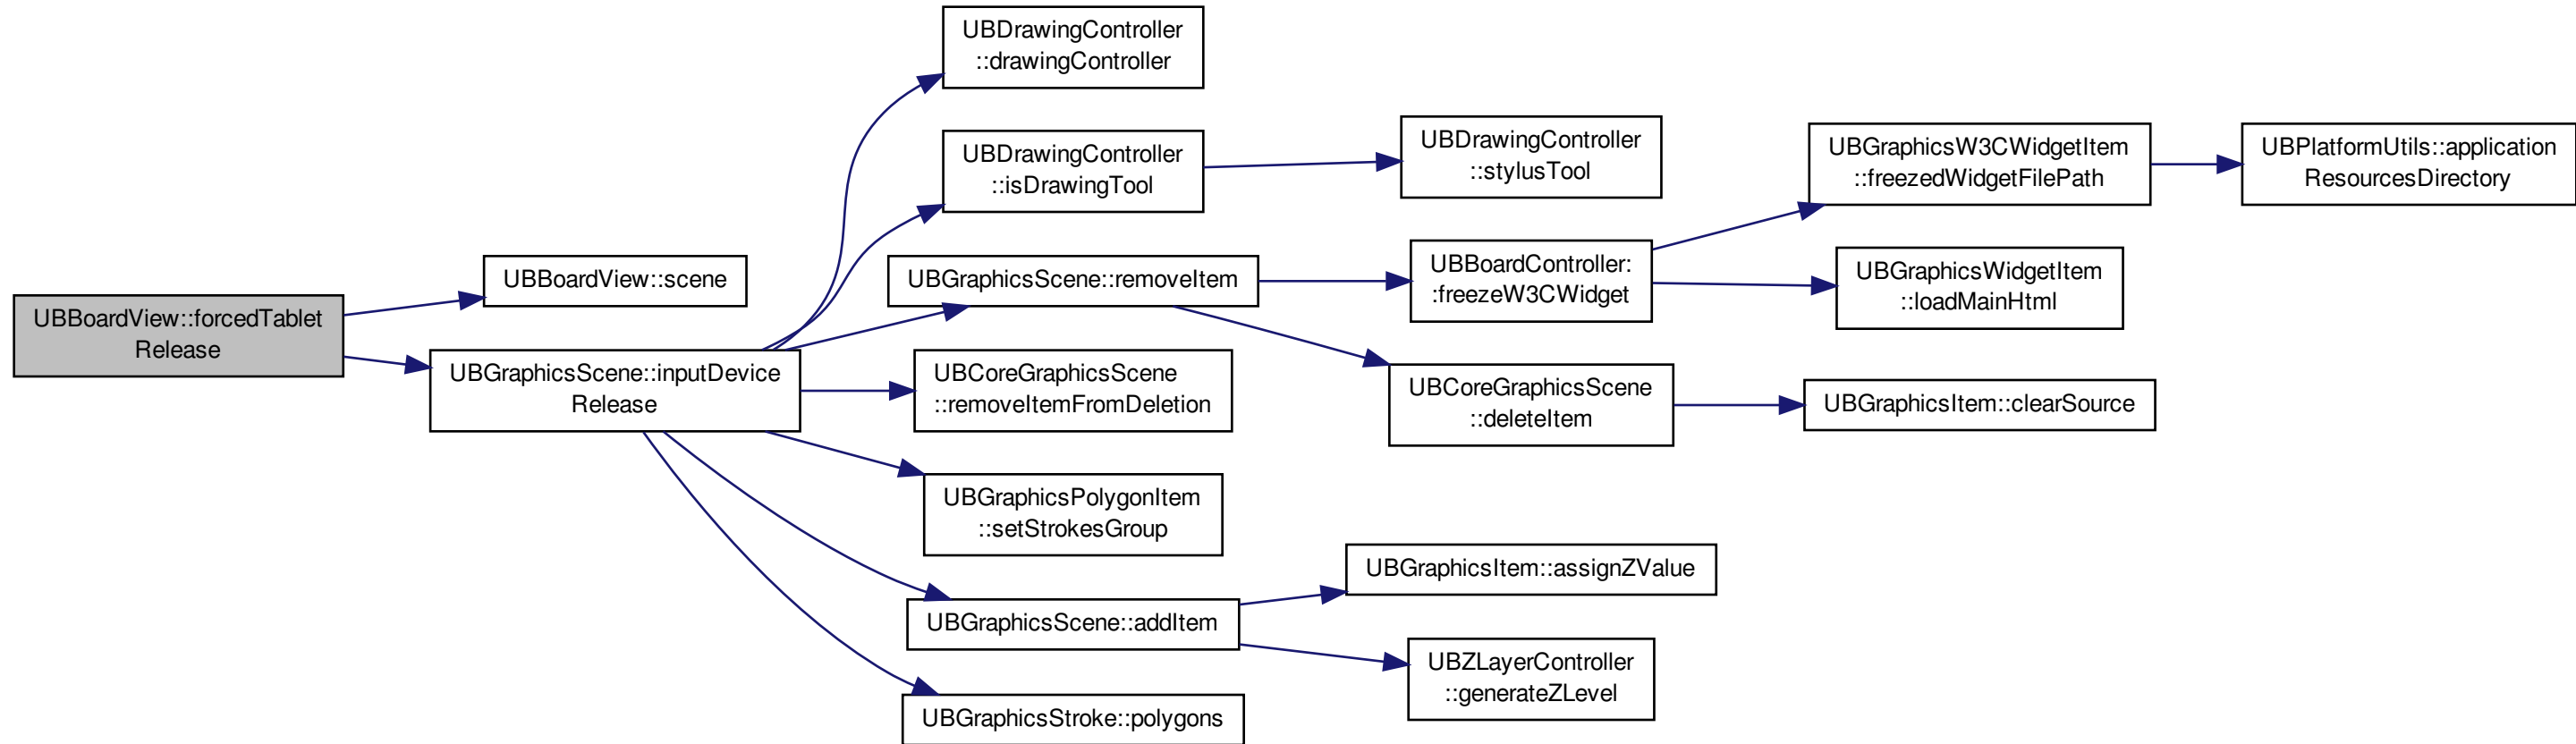 UBBoardView::forcedTablet
Release
UBBoardView::scene
UBGraphicsScene::inputDevice
Release
UBDrawingController
::drawingController
UBDrawingController
::isDrawingTool
UBGraphicsScene::removeItem
UBCoreGraphicsScene
::removeItemFromDeletion
UBGraphicsPolygonItem
::setStrokesGroup
UBGraphicsScene::addItem
UBGraphicsStroke::polygons
UBDrawingController
::stylusTool
UBBoardController:
:freezeW3CWidget
UBCoreGraphicsScene
::deleteItem
UBGraphicsItem::assignZValue
UBZLayerController
::generateZLevel
UBGraphicsW3CWidgetItem
::freezedWidgetFilePath
UBGraphicsWidgetItem
::loadMainHtml
UBGraphicsItem::clearSource
UBPlatformUtils::application
ResourcesDirectory